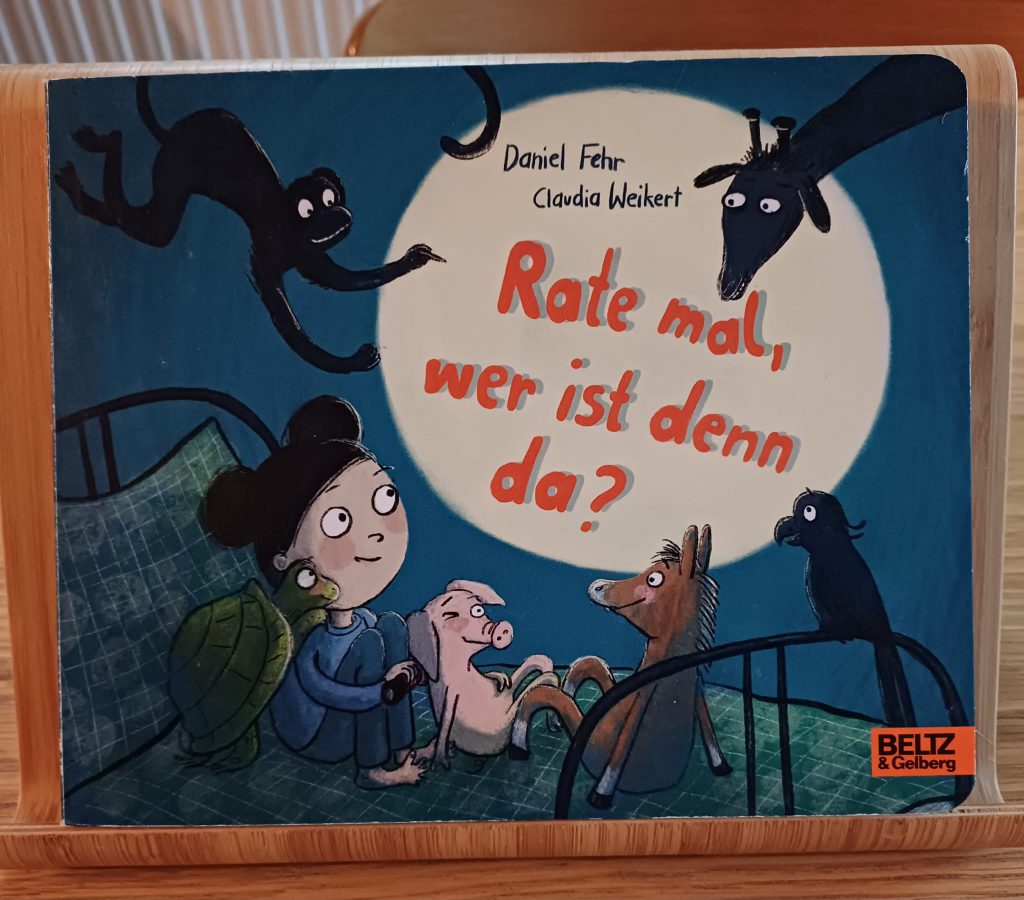 Daniel Fehr
Claudia Weikert
Rate mal,
wer ist denn
da?
BELTZ
& Gelberg